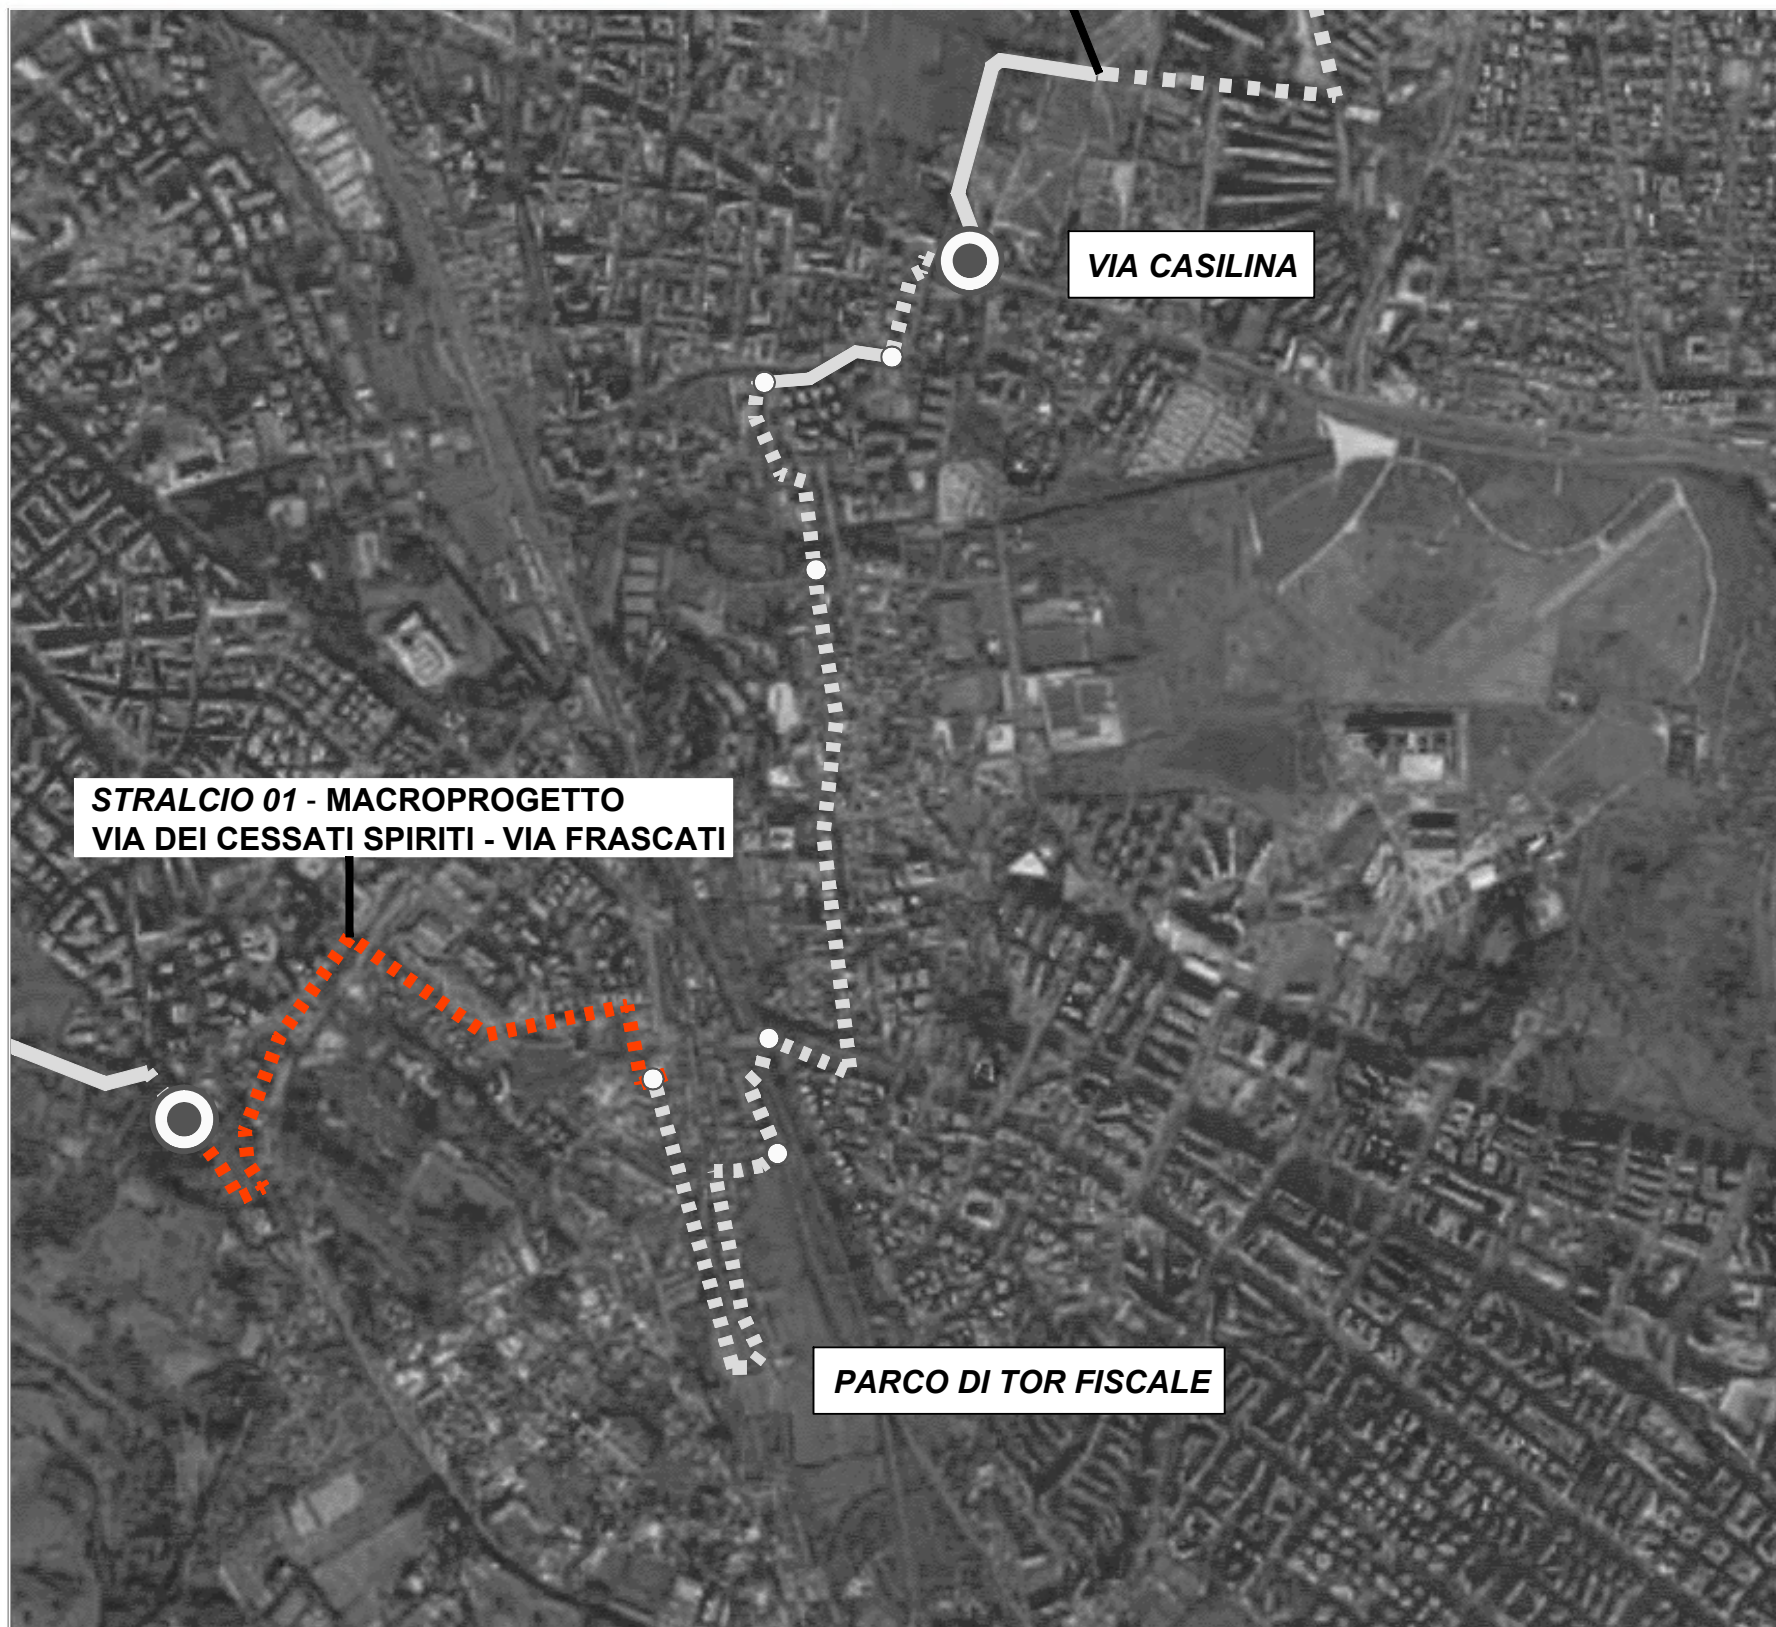 VIA CASILINA
STRALCIO 01 - MACROPROGETTO
VIA DEI CESSATI SPIRITI - VIA FRASCATI
PARCO DI TOR FISCALE